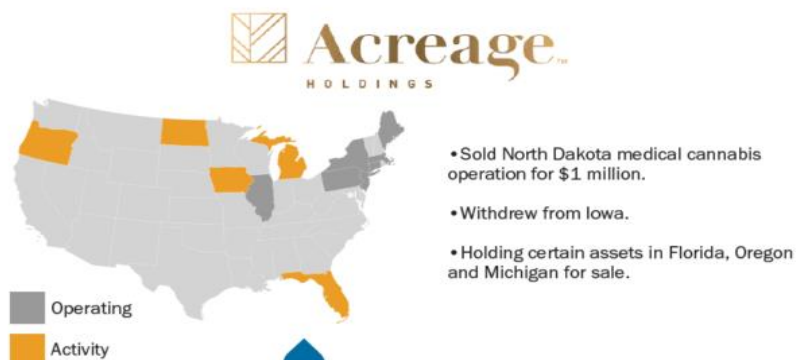 Acreage™
HOLDINGS
•Sold North Dakota medical cannabis
operation for $1 million.
•Withdrew from Iowa.
•Holding certain assets in Florida, Oregon
and Michigan for sale.
Operating
Activity